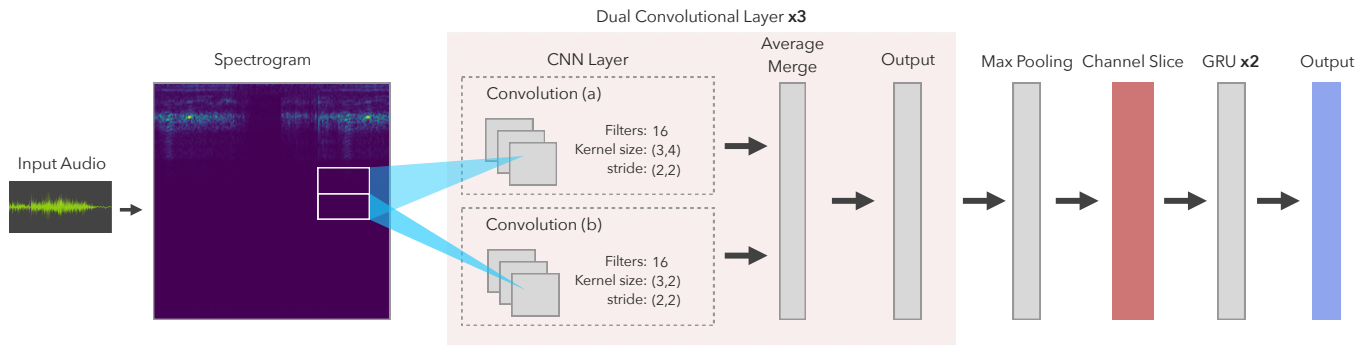 Dual Convolutional Layer x3
Input Audio
Spectrogram
CNN Layer
Convolution (a)
Filters: 16
Kernel size: (3,4)
stride: (2,2)
Convolution (b)
Filters: 16
Kernel size: (3,2)
stride: (2,2)
Average
Merge
Output
Max Pooling
Channel Slice
GRU x2
Output